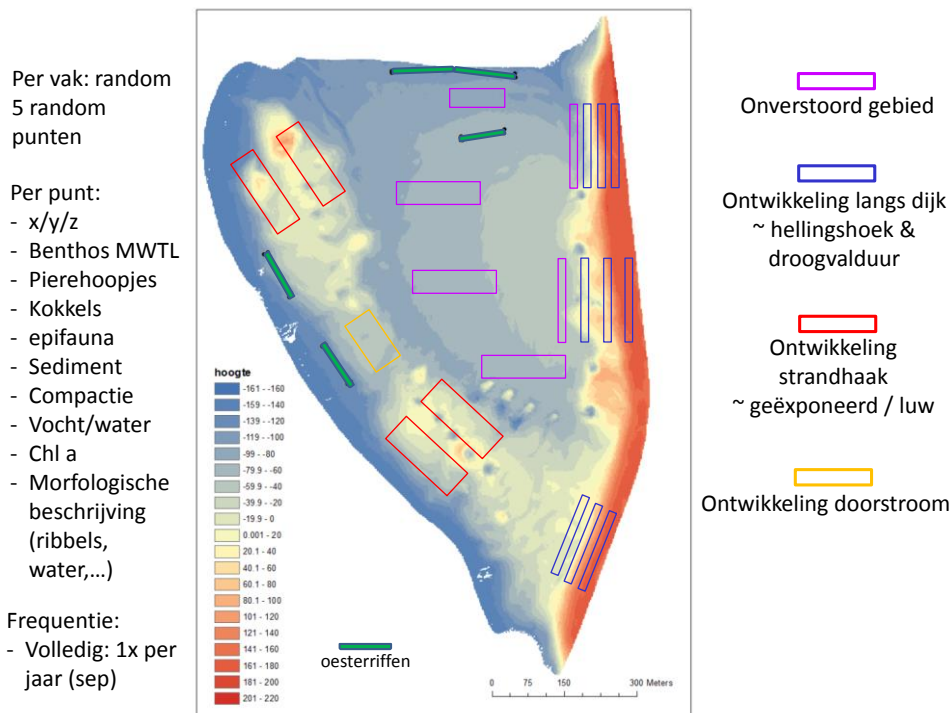 Per vak: random
5 random
punten
Per punt:
- x/y/z
- Benthos MWTL
- Pierehoopjes
- Kokkels
- epifauna
- Sediment
- Compactie
- Vocht/water
- Chl a
- Morfologische
beschrijving
(ribbels,
water,...)
Frequentie:
- Volledig: 1x per
jaar (sep)
hoogte
-161 - -160
-159 - -140
-139 - -120
-119 - -100
-99 - -80
-79.9 - -60
-59.9 - -40
-39.9 - -20
-19.9 - 0
0.001 - 20
20.1 - 40
40.1 - 60
60.1 - 80
80.1 - 100
101 - 120
121 - 140
141 - 160
161 - 180
181 - 200
201 - 220
oesterriffen
0 75 150 300 Meters
Onverstoord gebied
Ontwikkeling langs dijk
~ hellingshoek &
droogvalduur
Ontwikkeling
strandhaak
~ geëxponeerd / luw
Ontwikkeling doorstroom